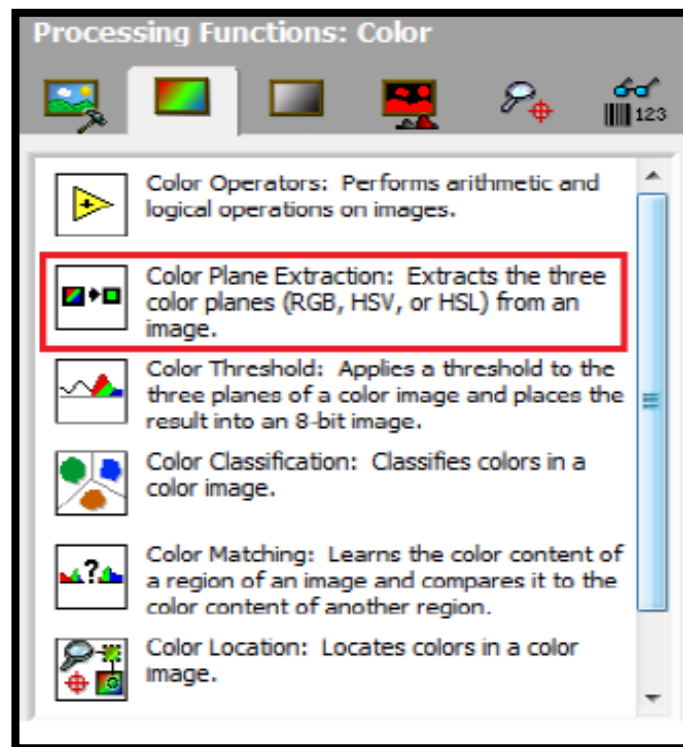 Processing Functions: Color
123
Color Operators: Performs arithmetic and
logical operations on images.
Color Plane Extraction: Extracts the three
color planes (RGB, HSV, or HSL) from an
image.
Color Threshold: Applies a threshold to the
three planes of a color image and places the
result into an 8-bit image.
Color Classification: Classifies colors in a
color image.
?
Color Matching: Learns the color content of
a region of an image and compares it to the
color content of another region.
Color Location: Locates colors in a color
image.